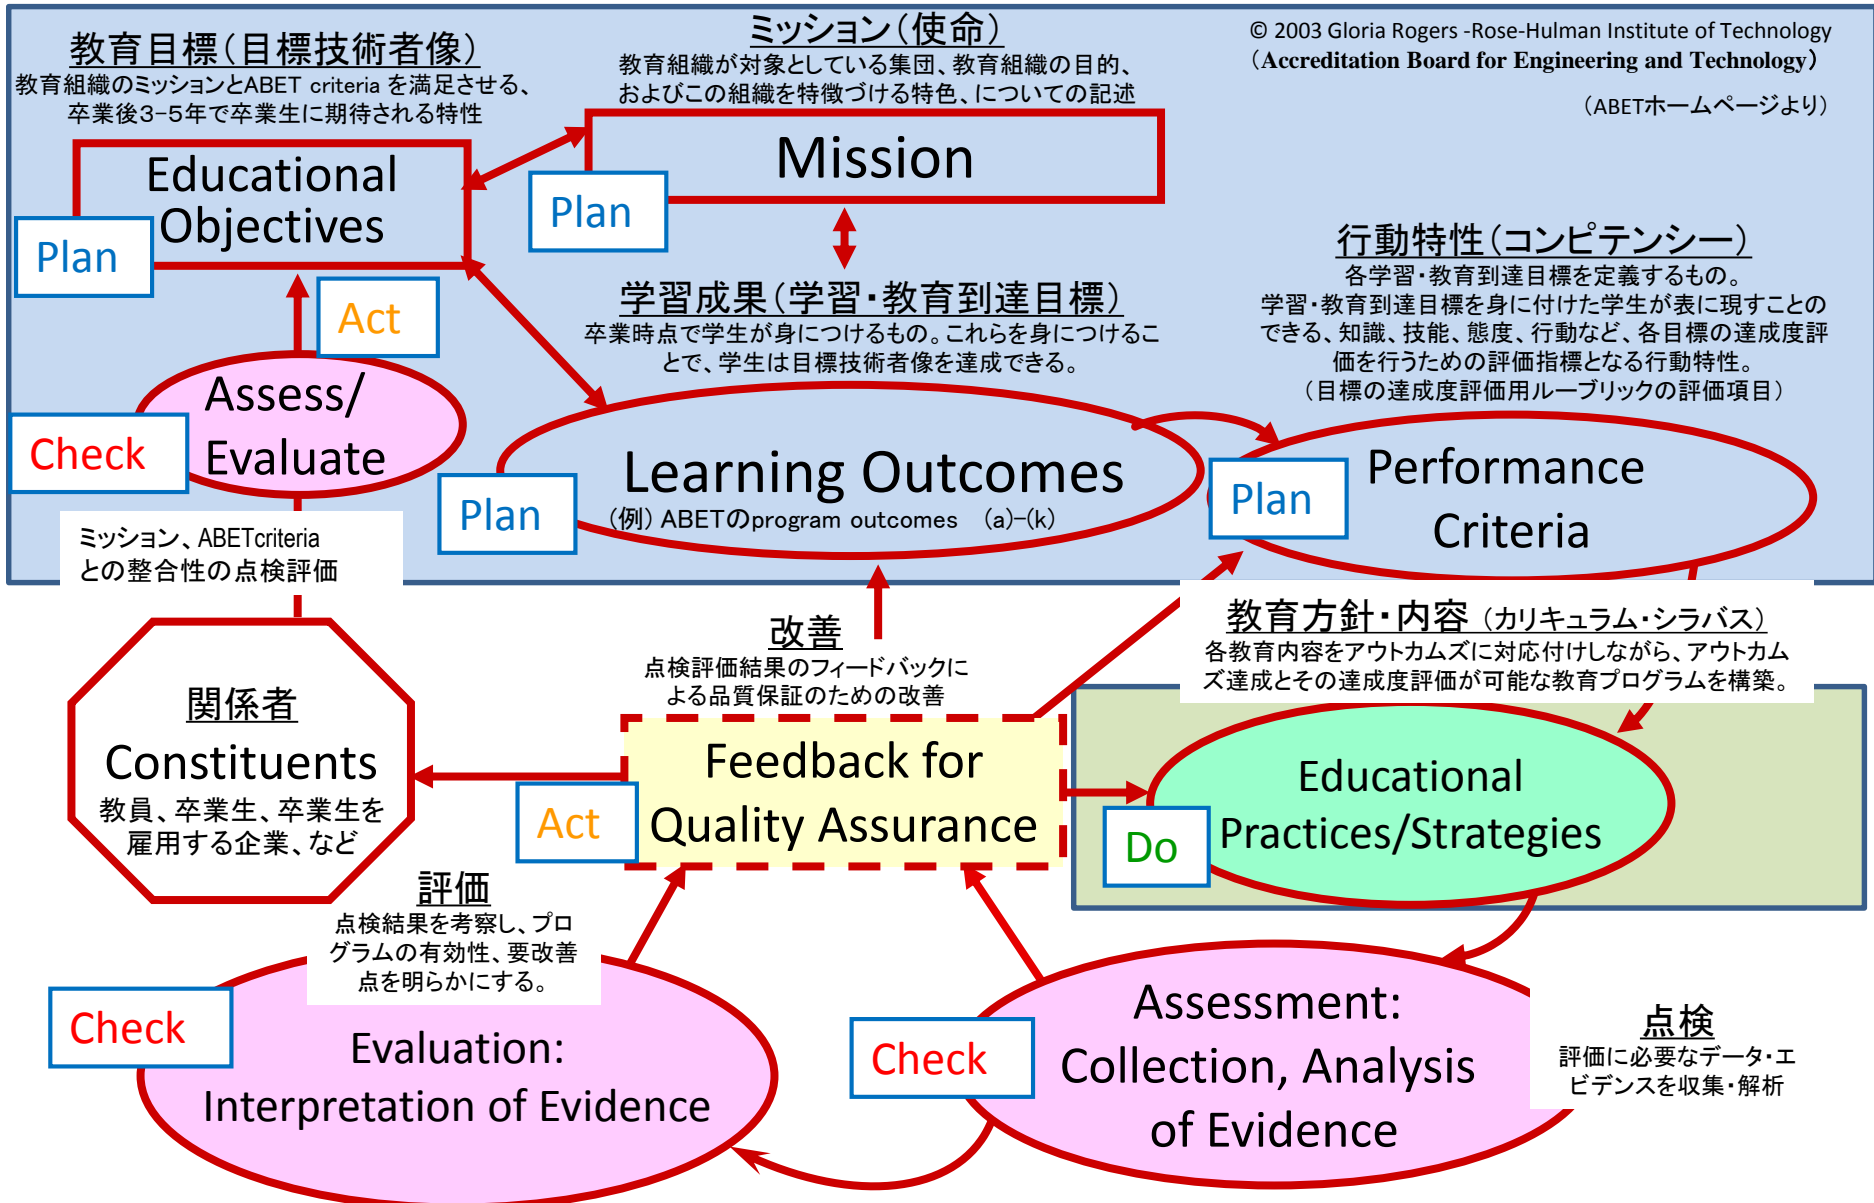 教育目標(目標技術者像)
教育組織のミッションとABET criteria を満足させる、
卒業後3-5年で卒業生に期待される特性
ミッション(使命)
教育組織が対象としている集団、教育組織の目的、
およびこの組織を特徴づける特色、についての記述
© 2003 Gloria Rogers -Rose-Hulman Institute of Technology
(Accreditation Board for Engineering and Technology)
(ABETホームページより)
Educational
Objectives
Plan
Mission
Plan
行動特性(コンピテンシー)
各学習・教育到達目標を定義するもの。
学習・教育到達目標を身に付けた学生が表に現すことの
できる、知識、技能、態度、行動など、各目標の達成度評
価を行うための評価指標となる行動特性。
(目標の達成度評価用ルーブリックの評価項目)
Act
学習成果(学習・教育到達目標)
卒業時点で学生が身につけるもの。これらを身につけるこ
とで、学生は目標技術者像を達成できる。
Assess/
Evaluate
Check
Learning Outcomes
(例) ABETのprogram outcomes (a)-(k)
Plan
Performance
Criteria
Plan
ミッション、ABETcriteria
との整合性の点検評価
改善
点検評価結果のフィードバックに
よる品質保証のための改善
教育方針・内容 (カリキュラム・シラバス)
各教育内容をアウトカムズに対応付けしながら、アウトカム
ズ達成とその達成度評価が可能な教育プログラムを構築。
関係者
Constituents
教員、卒業生、卒業生を
雇用する企業、など
Feedback for
Quality Assurance
Act
Educational
Practices/Strategies
Do
評価
点検結果を考察し、プロ
グラムの有効性、要改善
点を明らかにする。
Check
Evaluation:
Interpretation of Evidence
Assessment:
Collection, Analysis
of Evidence
Check
点検
評価に必要なデータ・エ
ビデンスを収集・解析